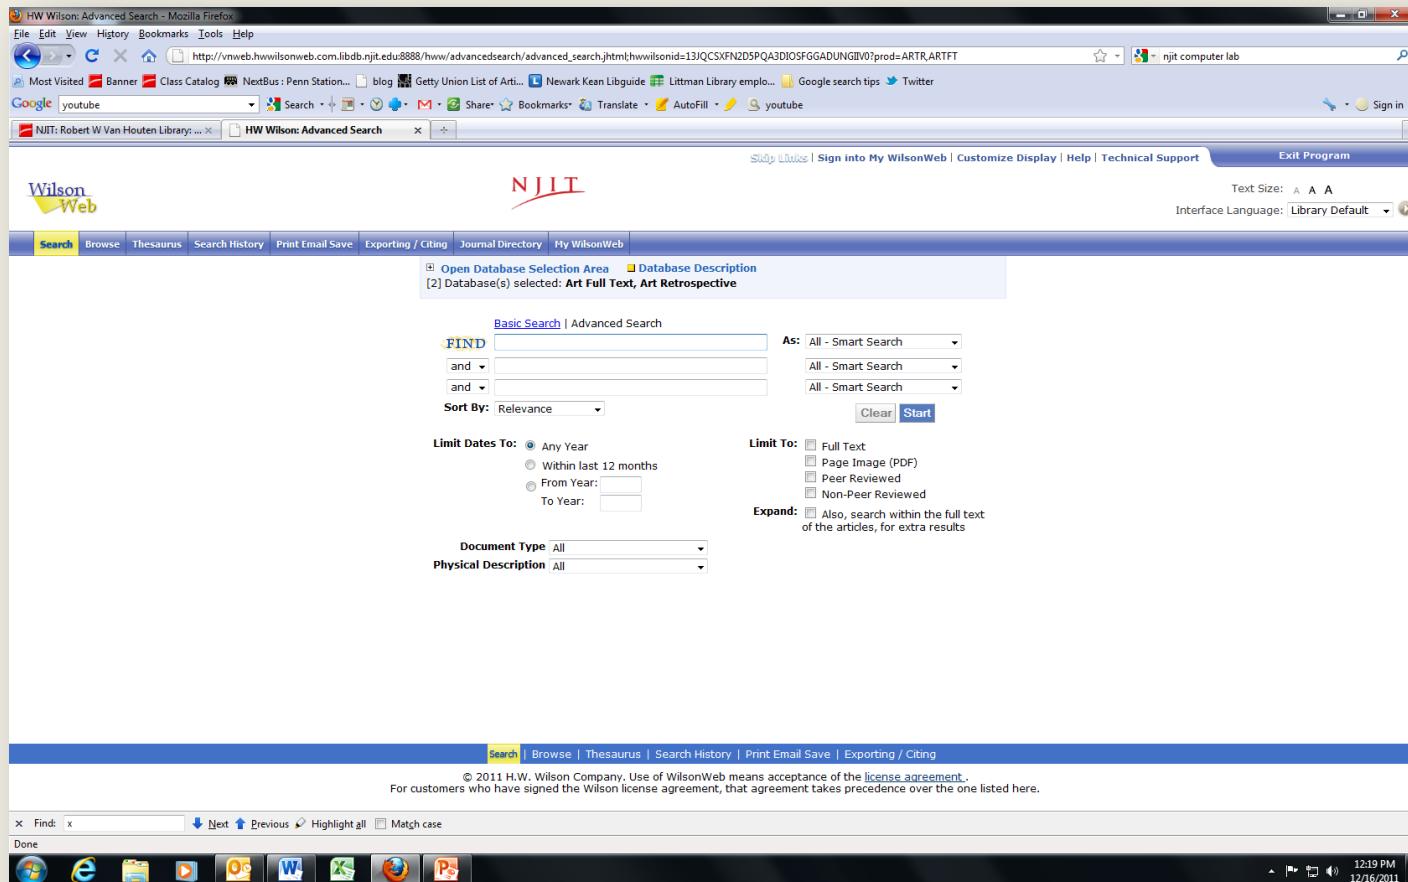 HW Wilson: Advanced Search - Mozilla Firefox
File Edit View History Bookmarks Tools Help
http://vnweb.hwwilsonweb.com.libdb.njit.edu:8888/hww/advancedsearch/advanced_search.jhtml;hwwilsonid=13JQCSXFN2D5PQA3DIOSFGGADUNGIIV0?prod=ARTR,ARTFT njit computer lab
Most Visited Banner Class Catalog NextBus : Penn Station... blog Getty Union List of Arti... Newark Kean Libguide Littman Library emplo... Google search tips Twitter
Google youtube Search Share Bookmarks Translate AutoFill youtube Sign in
NJIT: Robert W Van Houten Library: ... HW Wilson: Advanced Search
Skip Links | Sign into My WilsonWeb | Customize Display | Help | Technical Support Exit Program
Wilson Web
NJIT
Text Size: A A A
Interface Language: Library Default
Search Browse Thesaurus Search History Print Email Save Exporting / Citing Journal Directory My WilsonWeb
Open Database Selection Area Database Description
[2] Database(s) selected: Art Full Text, Art Retrospective
Basic Search | Advanced Search
FIND As: All - Smart Search
and All - Smart Search
and All - Smart Search
Sort By: Relevance Clear Start
Limit Dates To: Any Year Limit To: Full Text
Within last 12 months Page Image (PDF)
From Year: Peer Reviewed
To Year: Non-Peer Reviewed
Expand: Also, search within the full text
of the articles, for extra results
Document Type All
Physical Description All
Search | Browse | Thesaurus | Search History | Print Email Save | Exporting / Citing
© 2011 H.W. Wilson Company. Use of WilsonWeb means acceptance of the license agreement .
For customers who have signed the Wilson license agreement, that agreement takes precedence over the one listed here.
Find: x Next Previous Highlight all Match case
Done
12:19 PM
12/16/2011